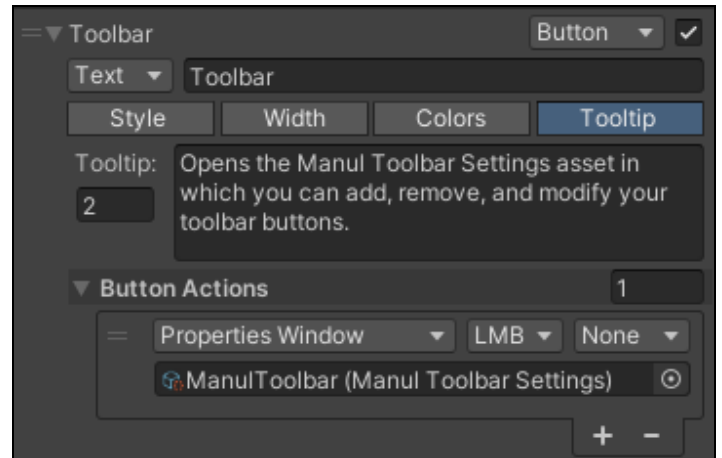 Toolbar Button
Text Toolbar
Style Width Colors Tooltip
Tooltip: Opens the Manul Toolbar Settings asset in
2 which you can add, remove, and modify your
toolbar buttons.
Button Actions 1
Properties Window LMB None
ManulToolbar (Manul Toolbar Settings)
+ -